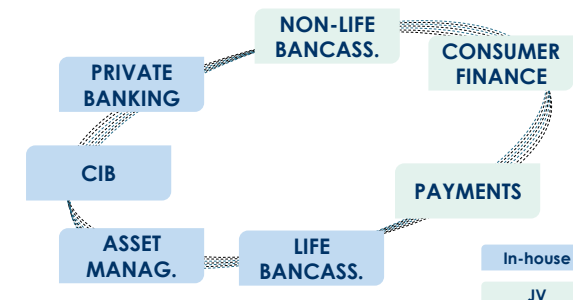 NON-LIFE
BANCASS.
CONSUMER
FINANCE
PRIVATE
BANKING
CIB
PAYMENTS
ASSET
MANAG.
LIFE
BANCASS.
In-house
JV